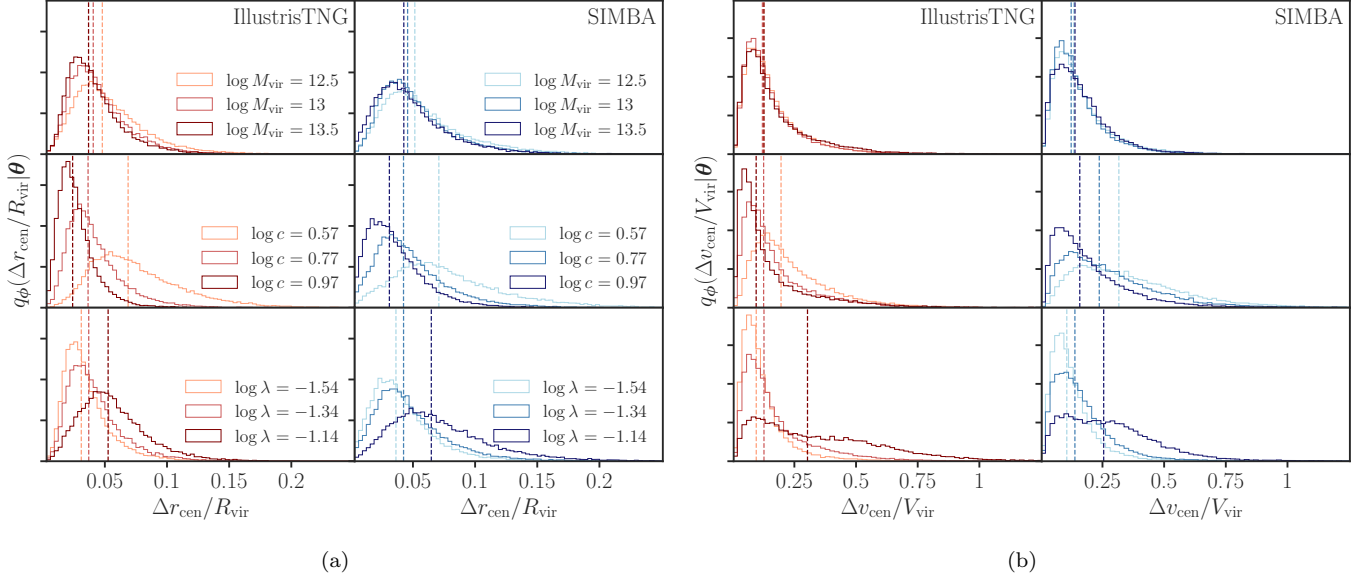 IllustrisTNG
SIMBA
log M_vir = 12.5
log M_vir = 13
log M_vir = 13.5
log M_vir = 12.5
log M_vir = 13
log M_vir = 13.5
q_ϕ(Δr_cen/R_vir|θ)
log c = 0.57
log c = 0.77
log c = 0.97
log c = 0.57
log c = 0.77
log c = 0.97
log λ = −1.54
log λ = −1.34
log λ = −1.14
log λ = −1.54
log λ = −1.34
log λ = −1.14
0.05 0.1 0.15 0.2
0.05 0.1 0.15 0.2
Δr_cen/R_vir
Δr_cen/R_vir
(a)
IllustrisTNG
SIMBA
q_ϕ(Δv_cen/V_vir|θ)
0.25 0.5 0.75 1
0.25 0.5 0.75 1
Δv_cen/V_vir
Δv_cen/V_vir
(b)